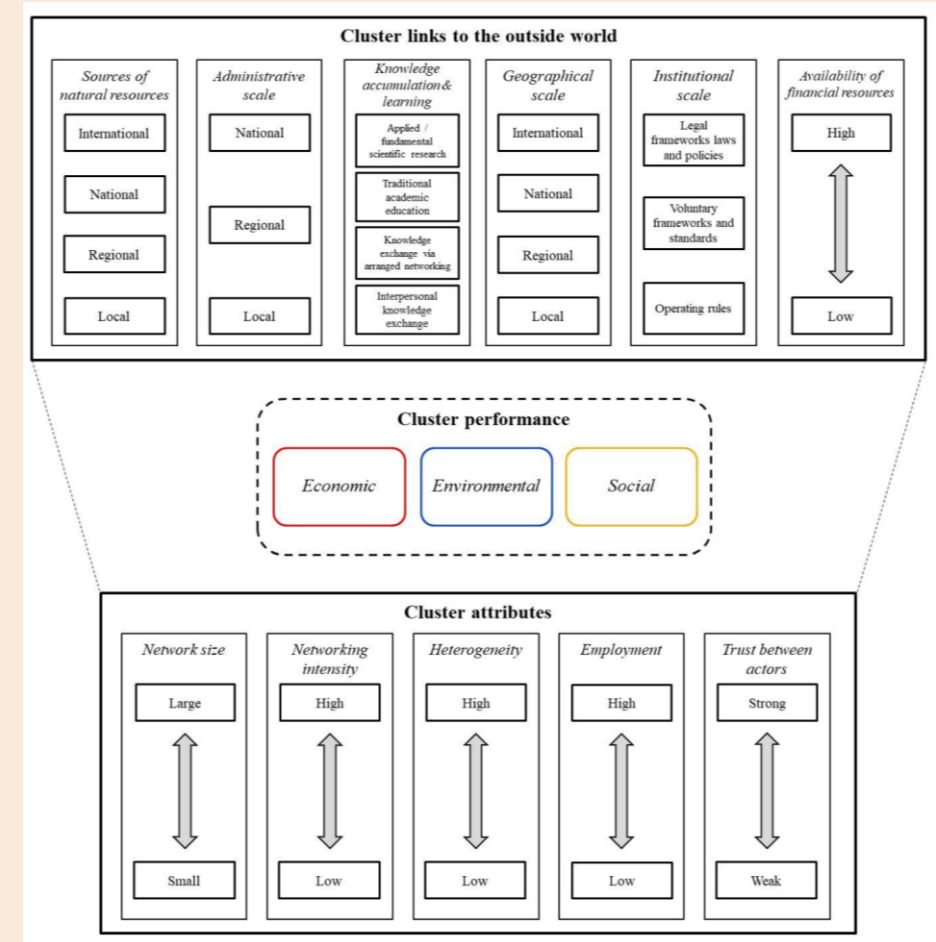 Cluster links to the outside world
Sources of
natural resources
International
National
Regional
Local
Administrative
scale
National
Regional
Local
Knowledge
accumulation &
learning
Applied /
fundamental
scientific research
Traditional
academic
education
Knowledge
exchange via
arranged networking
Interpersonal
knowledge
exchange
Geographical
scale
International
National
Regional
Local
Institutional
scale
Legal
frameworks laws
and policies
Voluntary
frameworks and
standards
Operating rules
Availability of
financial resources
High
Low
Cluster performance
Economic
Environmental
Social
Cluster attributes
Network size
Large
Small
Networking
intensity
High
Low
Heterogeneity
High
Low
Employment
High
Low
Trust between
actors
Strong
Weak